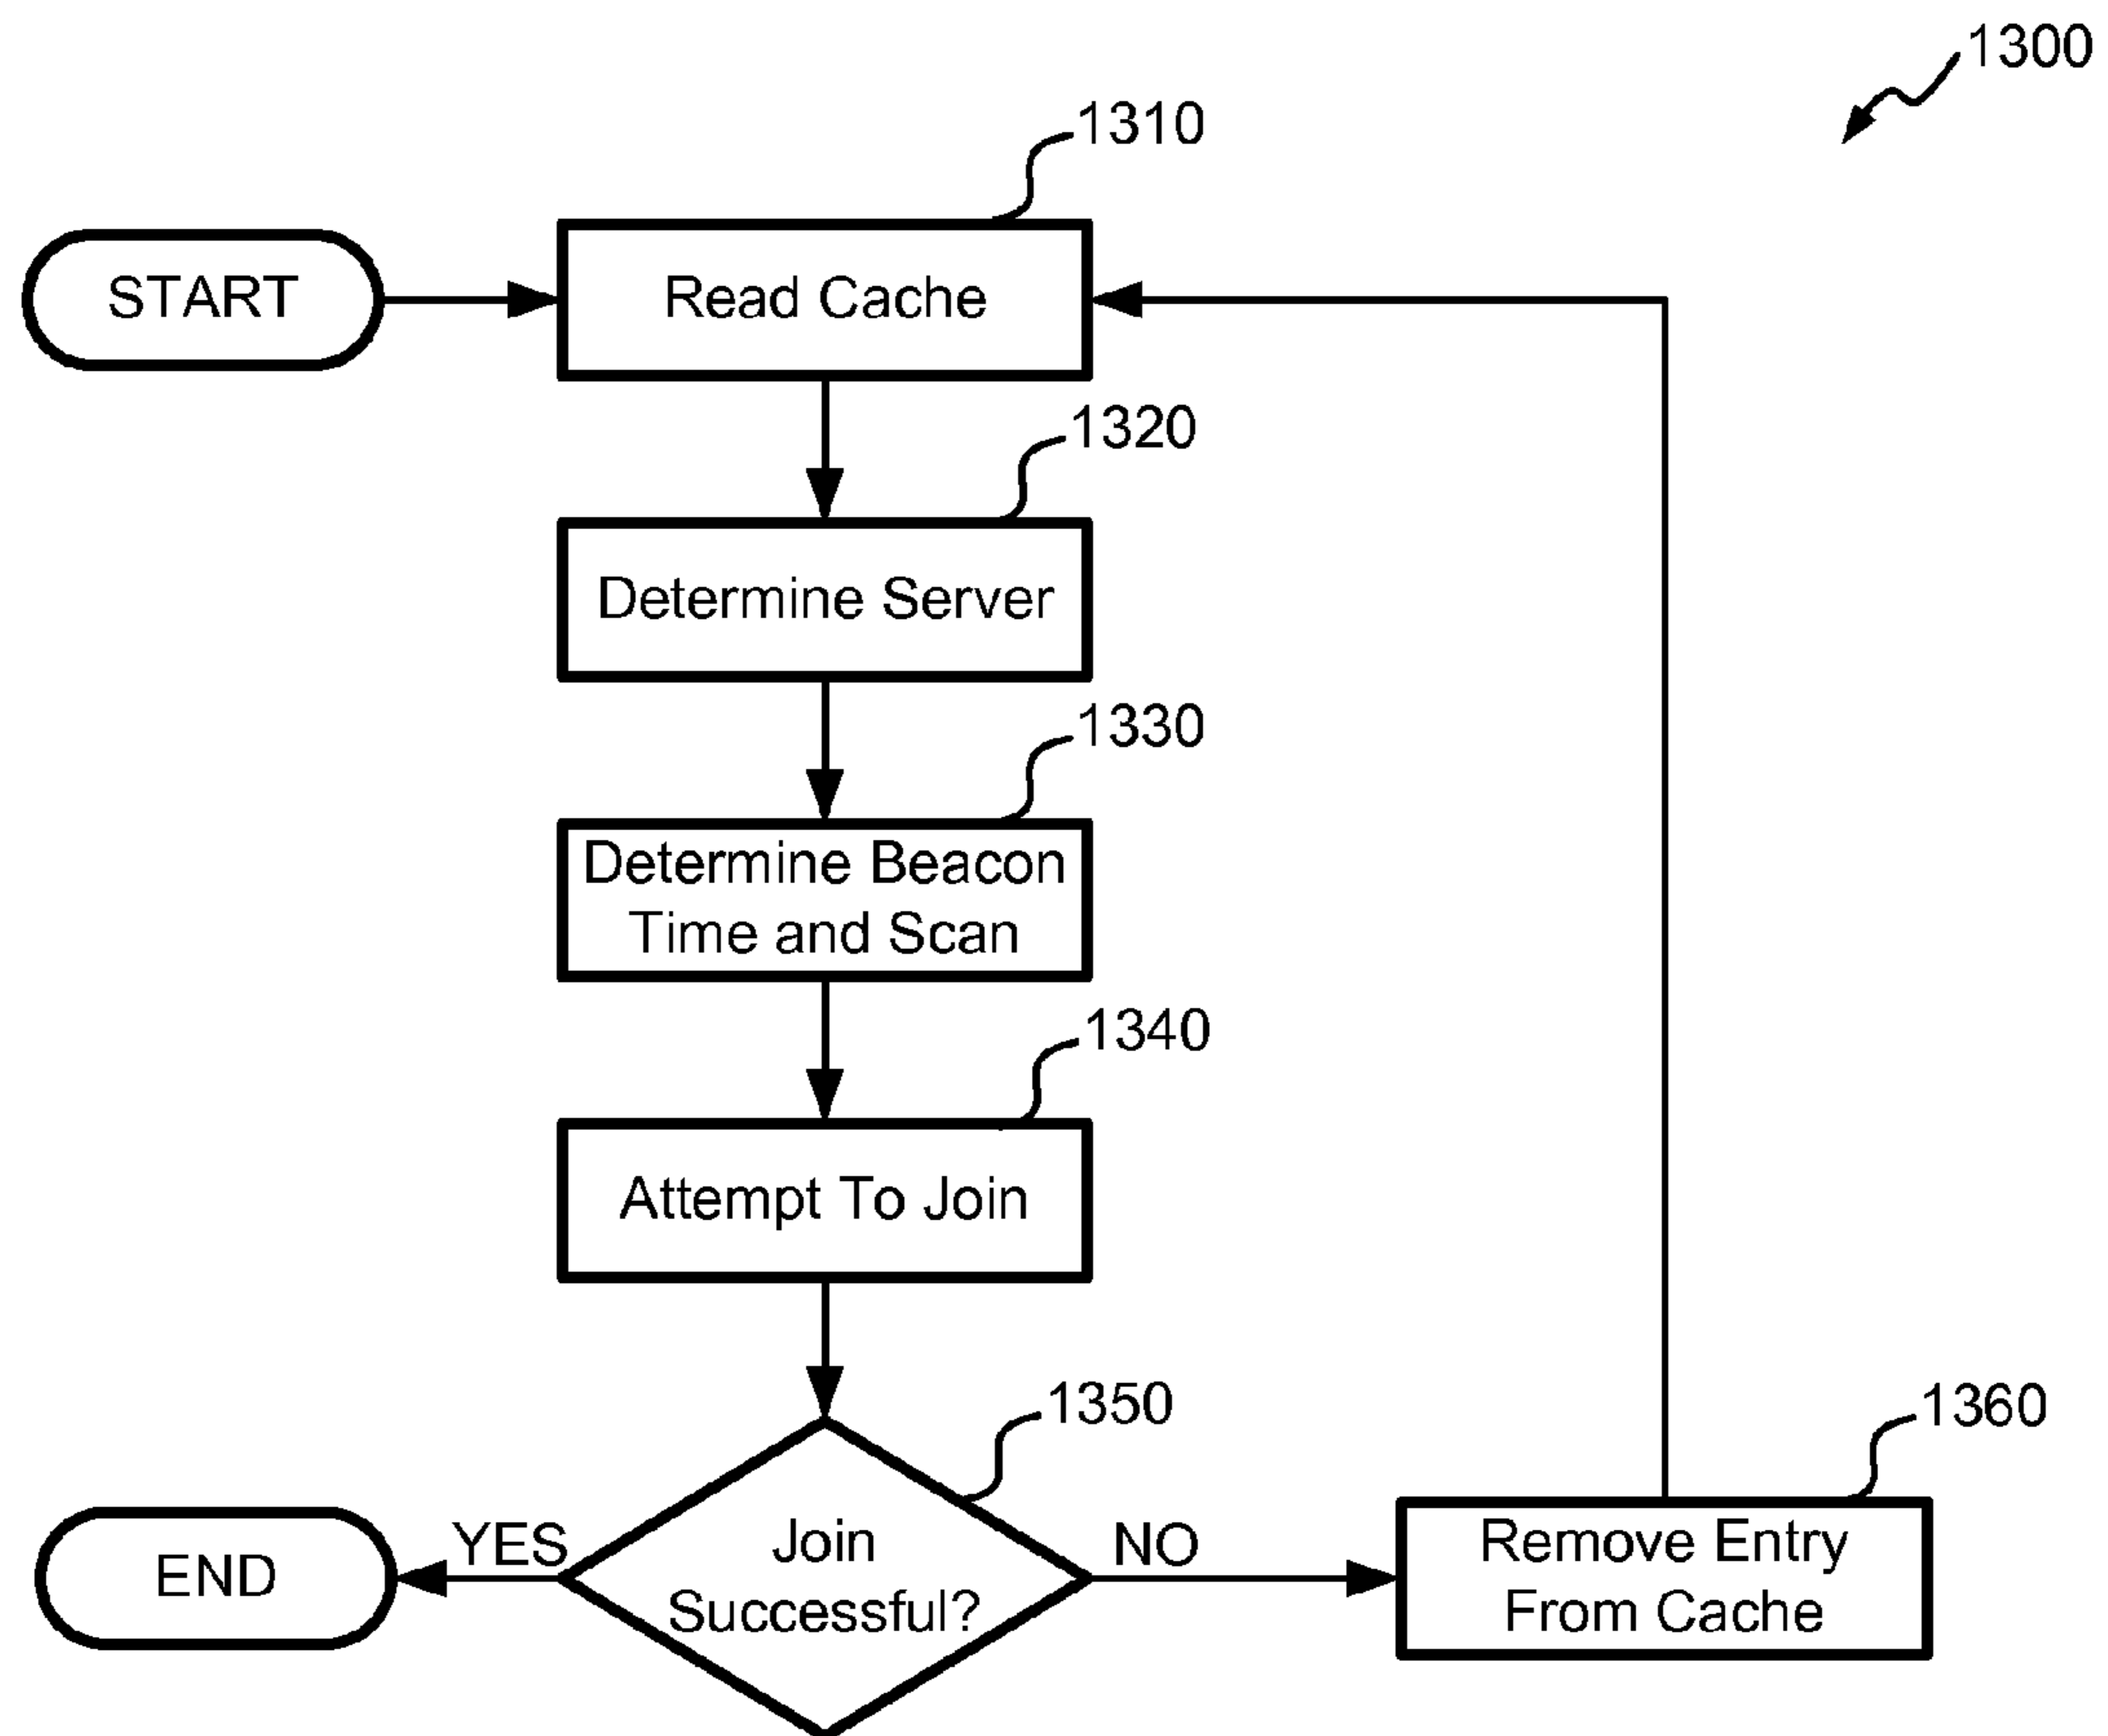 1300
1310
START
Read Cache
1320
Determine Server
1330
Determine Beacon
Time and Scan
1340
Attempt To Join
1350
1360
YES
NO
END
Join
Successful?
Remove Entry
From Cache